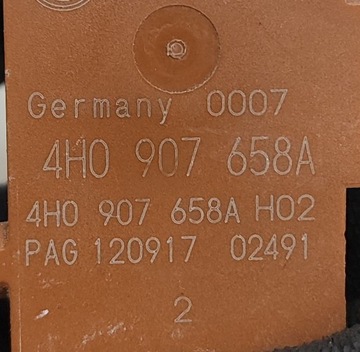 Germany 0007
4H0 907 658A
4H0 907 658A H02
PAG 120917 02491
2